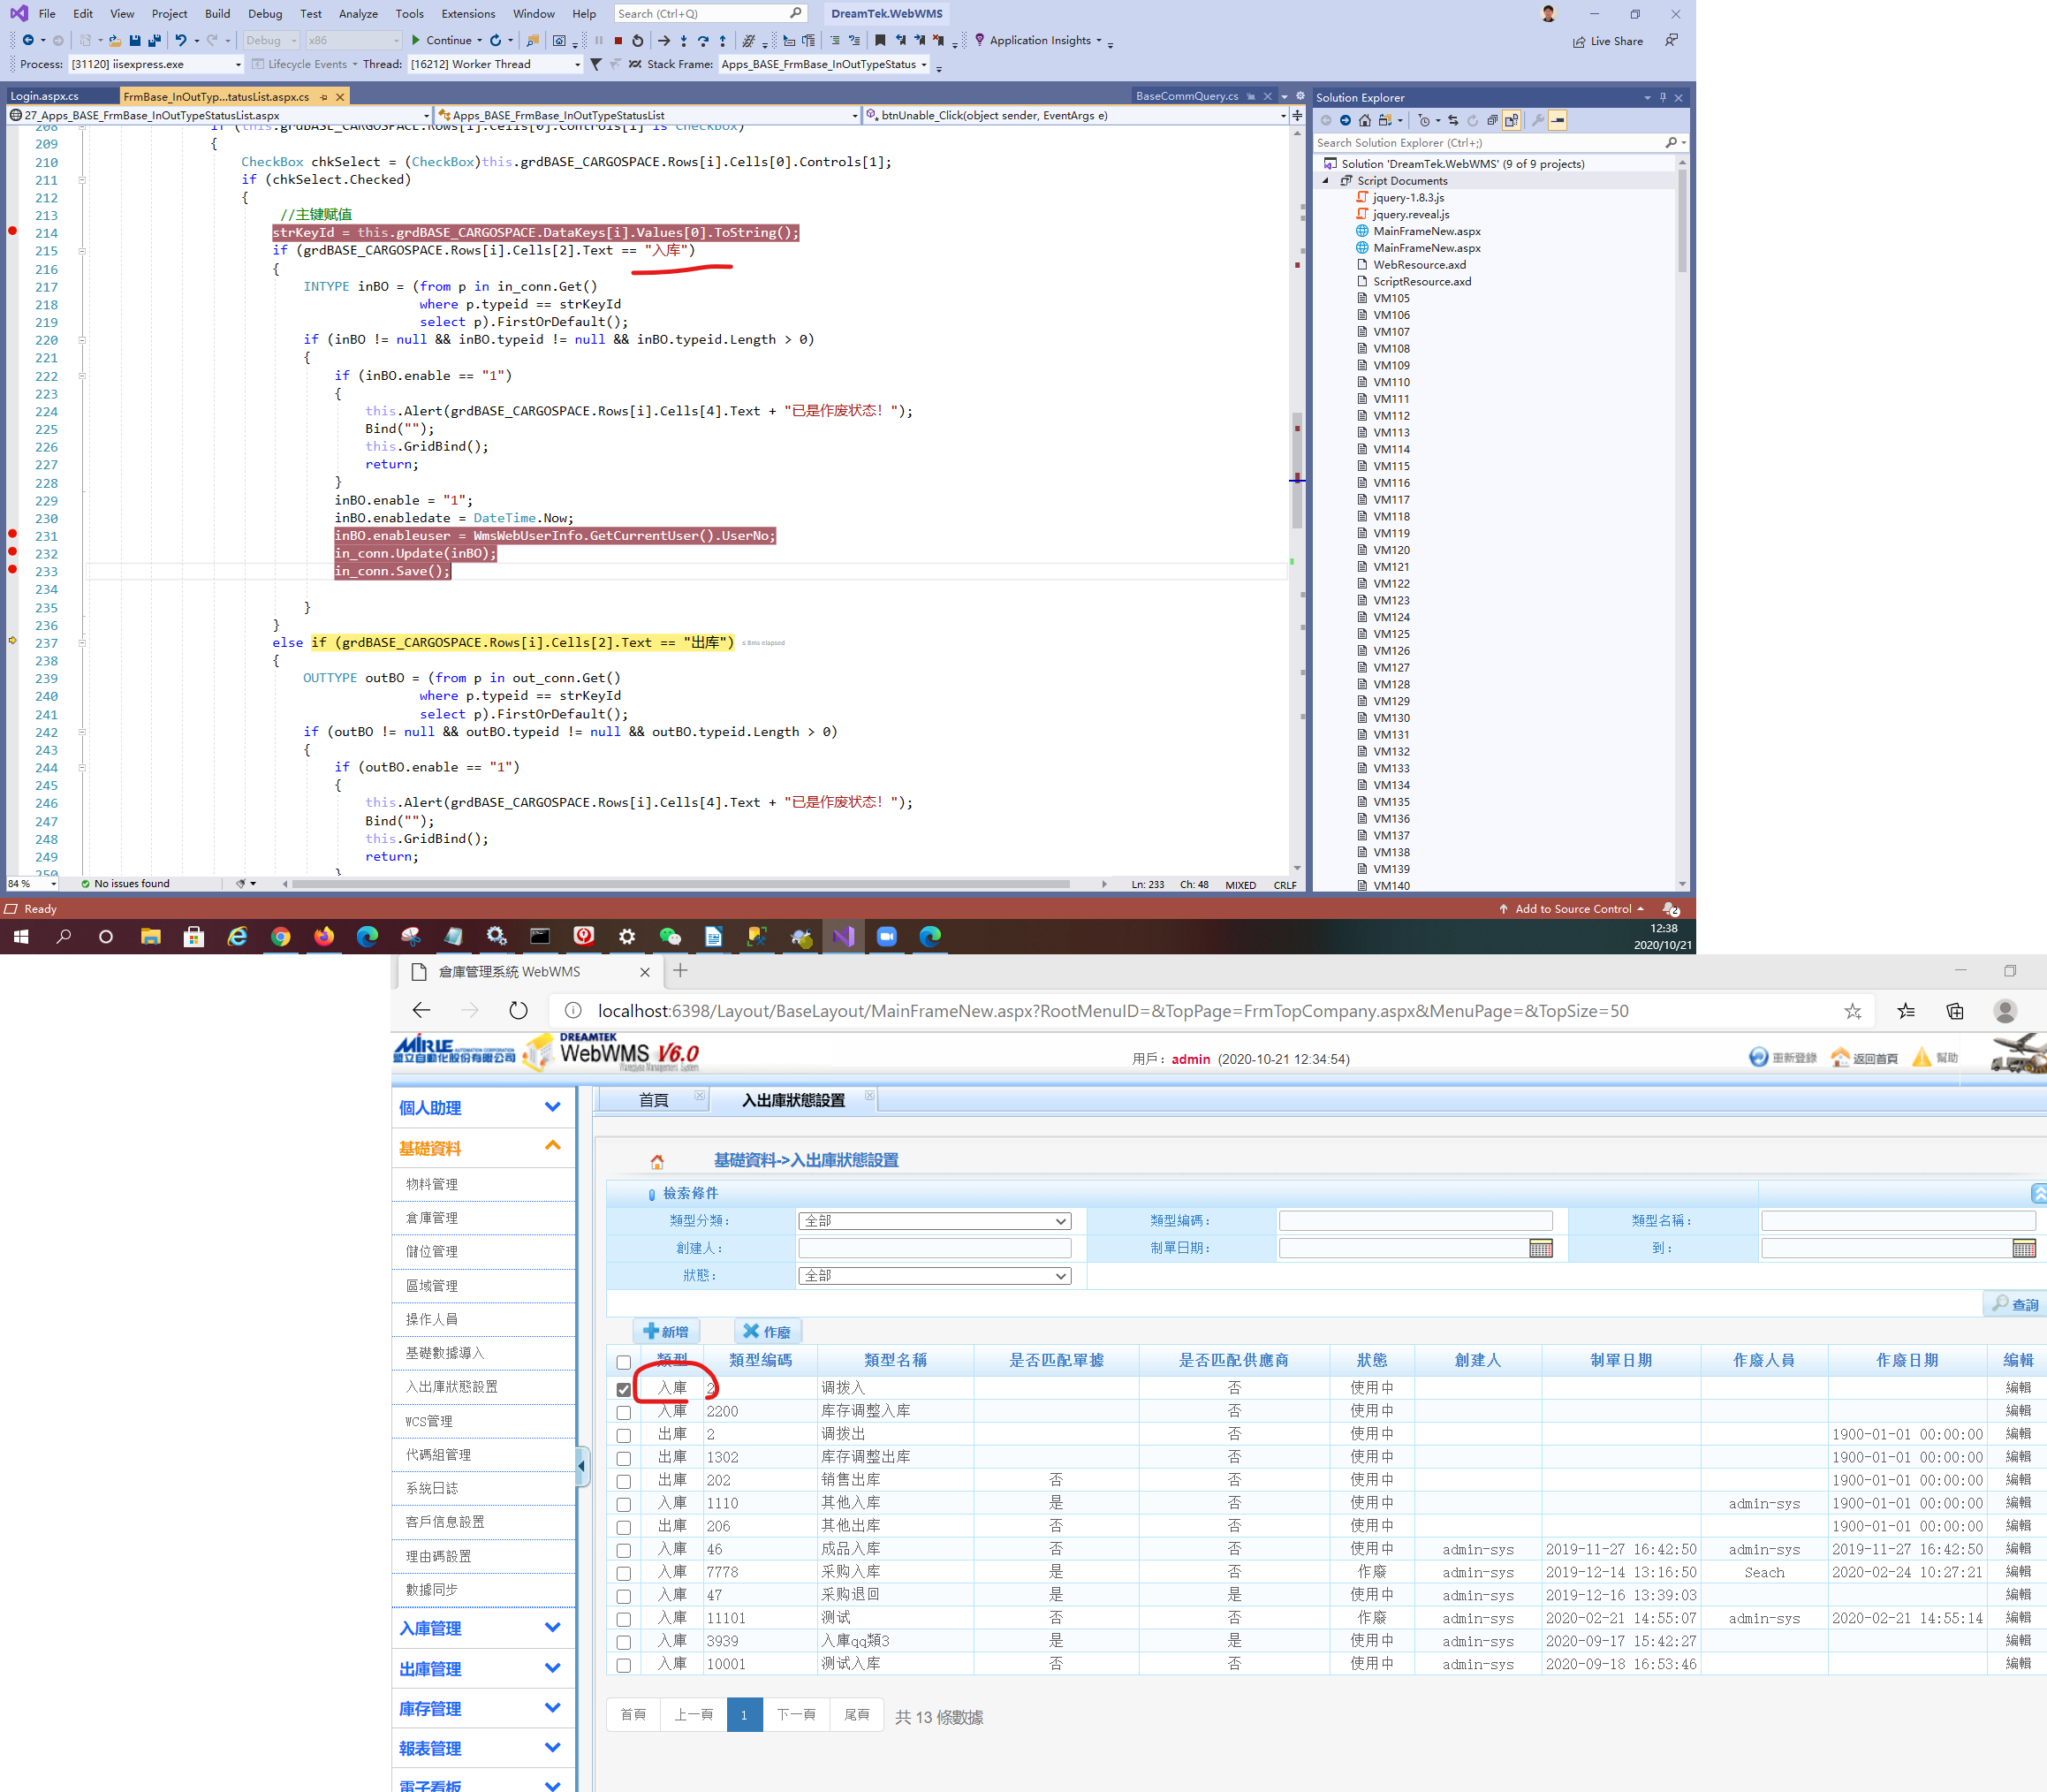 File Edit View Project Build Debug Test Analyze Tools Extensions Window Help Search (Ctrl+Q) DreamTek.WebWMS
Debug x86 Continue Application Insights Live Share
Process: [31120] iisexpress.exe Lifecycle Events Thread: [16212] Worker Thread Stack Frame: Apps_BASE_FrmBase_InOutTypeStatus
Login.aspx.cs FrmBase_InOutTyp...tatusList.aspx.cs BaseCommQuery.cs
27_Apps_BASE_FrmBase_InOutTypeStatusList.aspx Apps_BASE_FrmBase_InOutTypeStatusList btnUnable_Click(object sender, EventArgs e)
208 if (this.grdBASE_CARGOSPACE.Rows[i].Cells[0].Controls[1] is CheckBox)
209 {
210 CheckBox chkSelect = (CheckBox)this.grdBASE_CARGOSPACE.Rows[i].Cells[0].Controls[1];
211 if (chkSelect.Checked)
212 {
213 //主键赋值
214 strKeyId = this.grdBASE_CARGOSPACE.DataKeys[i].Values[0].ToString();
215 if (grdBASE_CARGOSPACE.Rows[i].Cells[2].Text == "入库")
216 {
217 INTYPE inBO = (from p in in_conn.Get()
218 where p.typeid == strKeyId
219 select p).FirstOrDefault();
220 if (inBO != null && inBO.typeid != null && inBO.typeid.Length > 0)
221 {
222 if (inBO.enable == "1")
223 {
224 this.Alert(grdBASE_CARGOSPACE.Rows[i].Cells[4].Text + "已是作废状态！");
225 Bind("");
226 this.GridBind();
227 return;
228 }
229 inBO.enable = "1";
230 inBO.enabledate = DateTime.Now;
231 inBO.enableuser = WmsWebUserInfo.GetCurrentUser().UserNo;
232 in_conn.Update(inBO);
233 in_conn.Save();
234
235 }
236 }
237 else if (grdBASE_CARGOSPACE.Rows[i].Cells[2].Text == "出库") ≤ 8ms elapsed
238 {
239 OUTTYPE outBO = (from p in out_conn.Get()
240 where p.typeid == strKeyId
241 select p).FirstOrDefault();
242 if (outBO != null && outBO.typeid != null && outBO.typeid.Length > 0)
243 {
244 if (outBO.enable == "1")
245 {
246 this.Alert(grdBASE_CARGOSPACE.Rows[i].Cells[4].Text + "已是作废状态！");
247 Bind("");
248 this.GridBind();
249 return;
250 }
84 % No issues found Ln: 233 Ch: 48 MIXED CRLF
Solution Explorer
Search Solution Explorer (Ctrl+;)
Solution 'DreamTek.WebWMS' (9 of 9 projects)
Script Documents
jquery-1.8.3.js
jquery.reveal.js
MainFrameNew.aspx
MainFrameNew.aspx
WebResource.axd
ScriptResource.axd
VM105
VM106
VM107
VM108
VM109
VM110
VM111
VM112
VM113
VM114
VM115
VM116
VM117
VM118
VM119
VM120
VM121
VM122
VM123
VM124
VM125
VM126
VM127
VM128
VM129
VM130
VM131
VM132
VM133
VM134
VM135
VM136
VM137
VM138
VM139
VM140
Ready Add to Source Control 2
12:38
2020/10/21
倉庫管理系統 WebWMS
localhost:6398/Layout/BaseLayout/MainFrameNew.aspx?RootMenuID=&TopPage=FrmTopCompany.aspx&MenuPage=&TopSize=50
MIRLE AUTOMATION CORPORATION
盟立自動化股份有限公司
DREAMTEK
WebWMS V6.0
Warehouse Management System
用戶：admin (2020-10-21 12:34:54) 重新登錄 返回首頁 幫助
個人助理
基礎資料
物料管理
倉庫管理
儲位管理
區域管理
操作人員
基礎數據導入
入出庫狀態設置
WCS管理
代碼組管理
系統日誌
客戶信息設置
理由碼設置
數據同步
入庫管理
出庫管理
庫存管理
報表管理
電子看板
首頁 入出庫狀態設置
基礎資料->入出庫狀態設置
檢索條件
類型分類： 全部 類型編碼： 類型名稱：
創建人： 制單日期： 到：
狀態： 全部
查詢
新增 作廢
類型 類型編碼 類型名稱 是否匹配單據 是否匹配供應商 狀態 創建人 制單日期 作廢人員 作廢日期 編輯
入庫 2 调拨入 否 使用中 編輯
入庫 2200 库存调整入库 否 使用中 編輯
出庫 2 调拨出 否 使用中 1900-01-01 00:00:00 編輯
出庫 1302 库存调整出库 否 使用中 1900-01-01 00:00:00 編輯
出庫 202 销售出库 否 否 使用中 1900-01-01 00:00:00 編輯
入庫 1110 其他入库 是 否 使用中 admin-sys 1900-01-01 00:00:00 編輯
出庫 206 其他出库 否 否 使用中 1900-01-01 00:00:00 編輯
入庫 46 成品入库 否 否 使用中 admin-sys 2019-11-27 16:42:50 admin-sys 2019-11-27 16:42:50 編輯
入庫 7778 采购入库 是 否 作廢 admin-sys 2019-12-14 13:16:50 Seach 2020-02-24 10:27:21 編輯
入庫 47 采购退回 是 是 使用中 admin-sys 2019-12-16 13:39:03 編輯
入庫 11101 测试 否 否 作廢 admin-sys 2020-02-21 14:55:07 admin-sys 2020-02-21 14:55:14 編輯
入庫 3939 入庫qq類3 是 是 使用中 admin-sys 2020-09-17 15:42:27 編輯
入庫 10001 测试入库 否 否 使用中 admin-sys 2020-09-18 16:53:46 編輯
首頁 上一頁 1 下一頁 尾頁 共 13 條數據